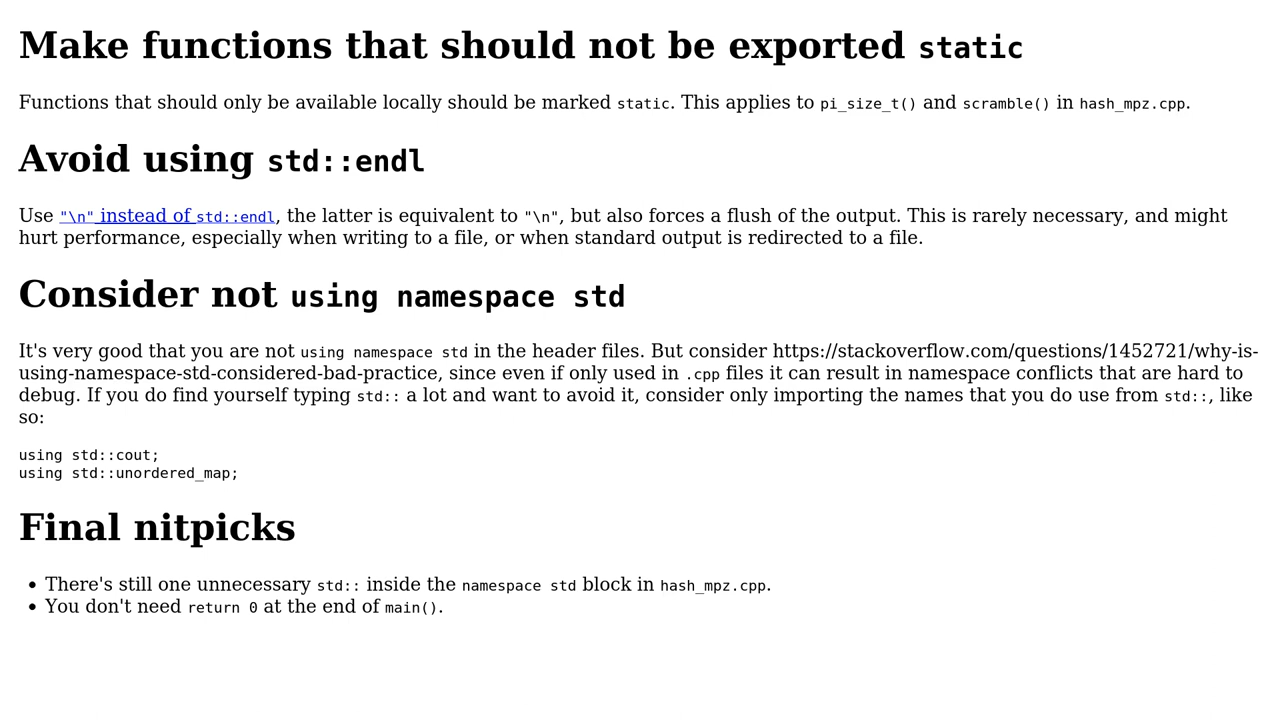 Make functions that should not be exported static
Functions that should only be available locally should be marked static. This applies to pi_size_t() and scramble() in hash_mpz.cpp.
Avoid using std::endl
Use "\n" instead of std::endl, the latter is equivalent to "\n", but also forces a flush of the output. This is rarely necessary, and might
hurt performance, especially when writing to a file, or when standard output is redirected to a file.
Consider not using namespace std
It's very good that you are not using namespace std in the header files. But consider https://stackoverflow.com/questions/1452721/why-is-
using-namespace-std-considered-bad-practice, since even if only used in .cpp files it can result in namespace conflicts that are hard to
debug. If you do find yourself typing std:: a lot and want to avoid it, consider only importing the names that you do use from std::, like
so:
using std::cout;
using std::unordered_map;
Final nitpicks
• There's still one unnecessary std:: inside the namespace std block in hash_mpz.cpp.
• You don't need return 0 at the end of main().